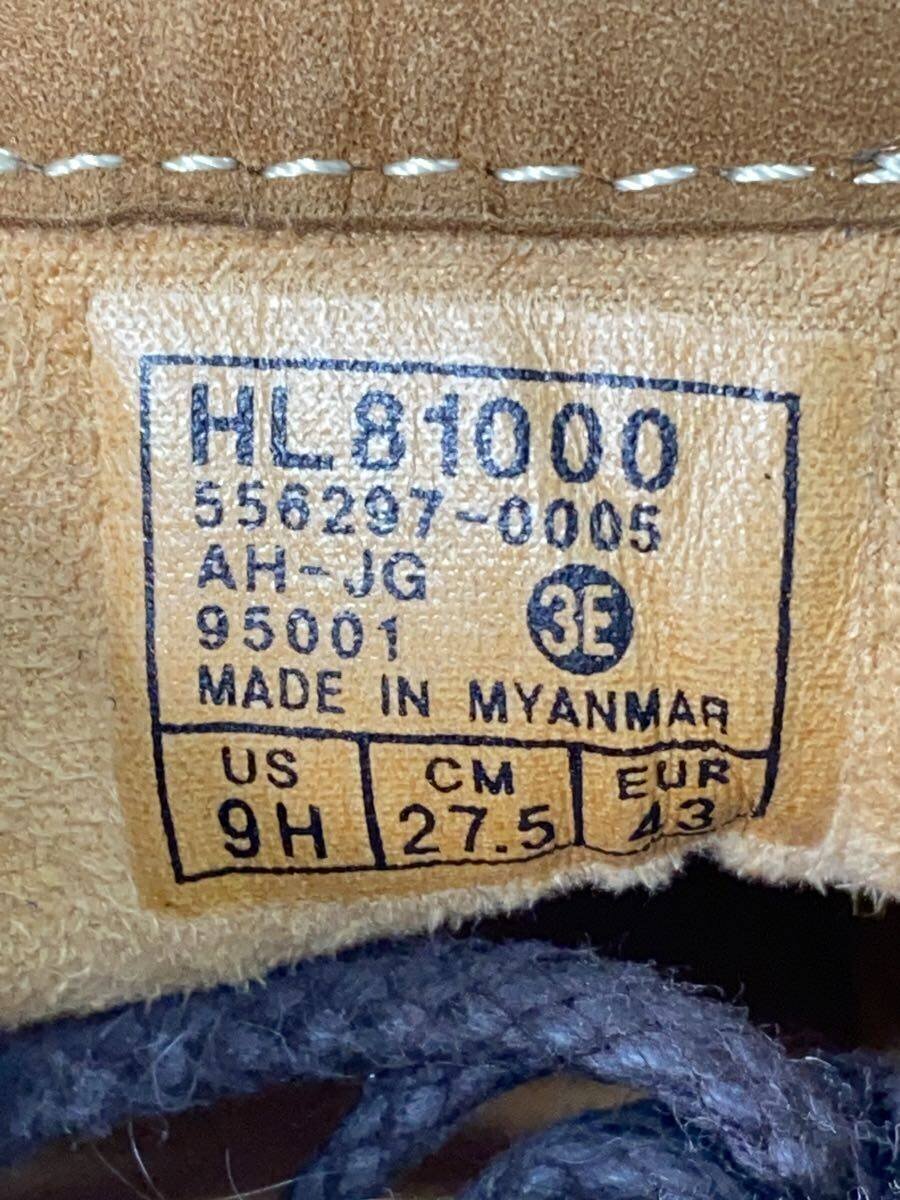 HL81000
556297-0005
AH-JG
95001 3E
MADE IN MYANMAR
US CM EUR
9H 27.5 43